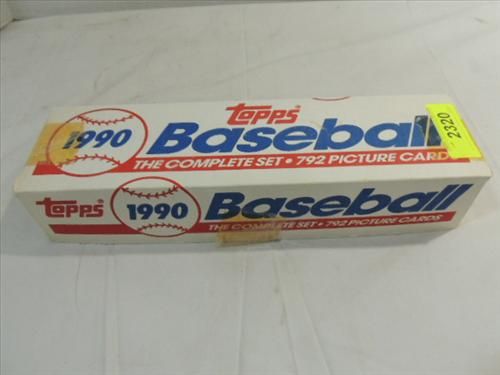 Topps
1990 Baseball
THE COMPLETE SET • 792 PICTURE CARDS
2320
Topps 1990 Baseball
THE COMPLETE SET • 792 PICTURE CARDS